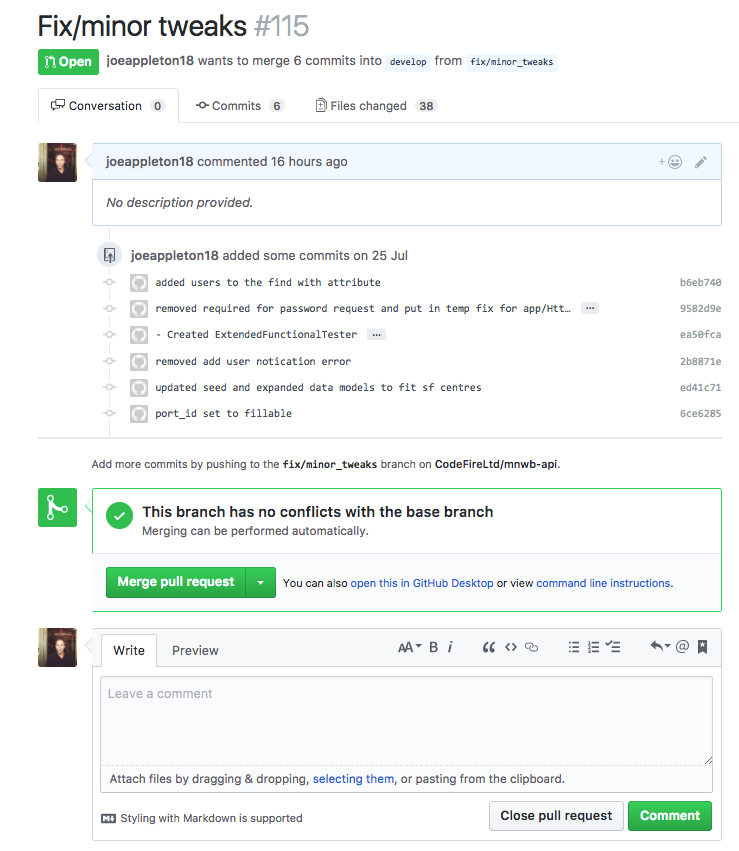 Fix/minor tweaks #115
Open joeappleton18 wants to merge 6 commits into develop from fix/minor_tweaks
Conversation 0 Commits 6 Files changed 38
joeappleton18 commented 16 hours ago
No description provided.
joeappleton18 added some commits on 25 Jul
added users to the find with attribute b6eb740
removed required for password request and put in temp fix for app/Htt… … 9582d9e
- Created ExtendedFunctionalTester … ea50fca
removed add user notication error 2b8871e
updated seed and expanded data models to fit sf centres ed41c71
port_id set to fillable 6ce6285
Add more commits by pushing to the fix/minor_tweaks branch on CodeFireLtd/mnwb-api.
This branch has no conflicts with the base branch
Merging can be performed automatically.
Merge pull request You can also open this in GitHub Desktop or view command line instructions.
Write Preview AA B i
Leave a comment
Attach files by dragging & dropping, selecting them, or pasting from the clipboard.
Styling with Markdown is supported
Close pull request Comment